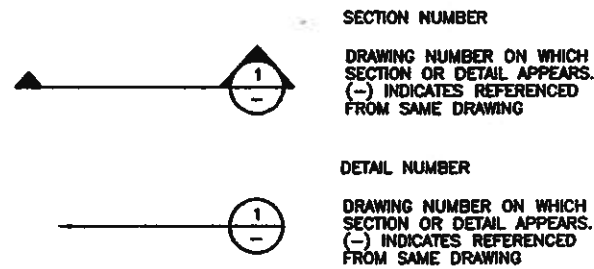 SECTION NUMBER
1
–
DRAWING NUMBER ON WHICH
SECTION OR DETAIL APPEARS.
(–) INDICATES REFERENCED
FROM SAME DRAWING
DETAIL NUMBER
1
–
DRAWING NUMBER ON WHICH
SECTION OR DETAIL APPEARS.
(–) INDICATES REFERENCED
FROM SAME DRAWING